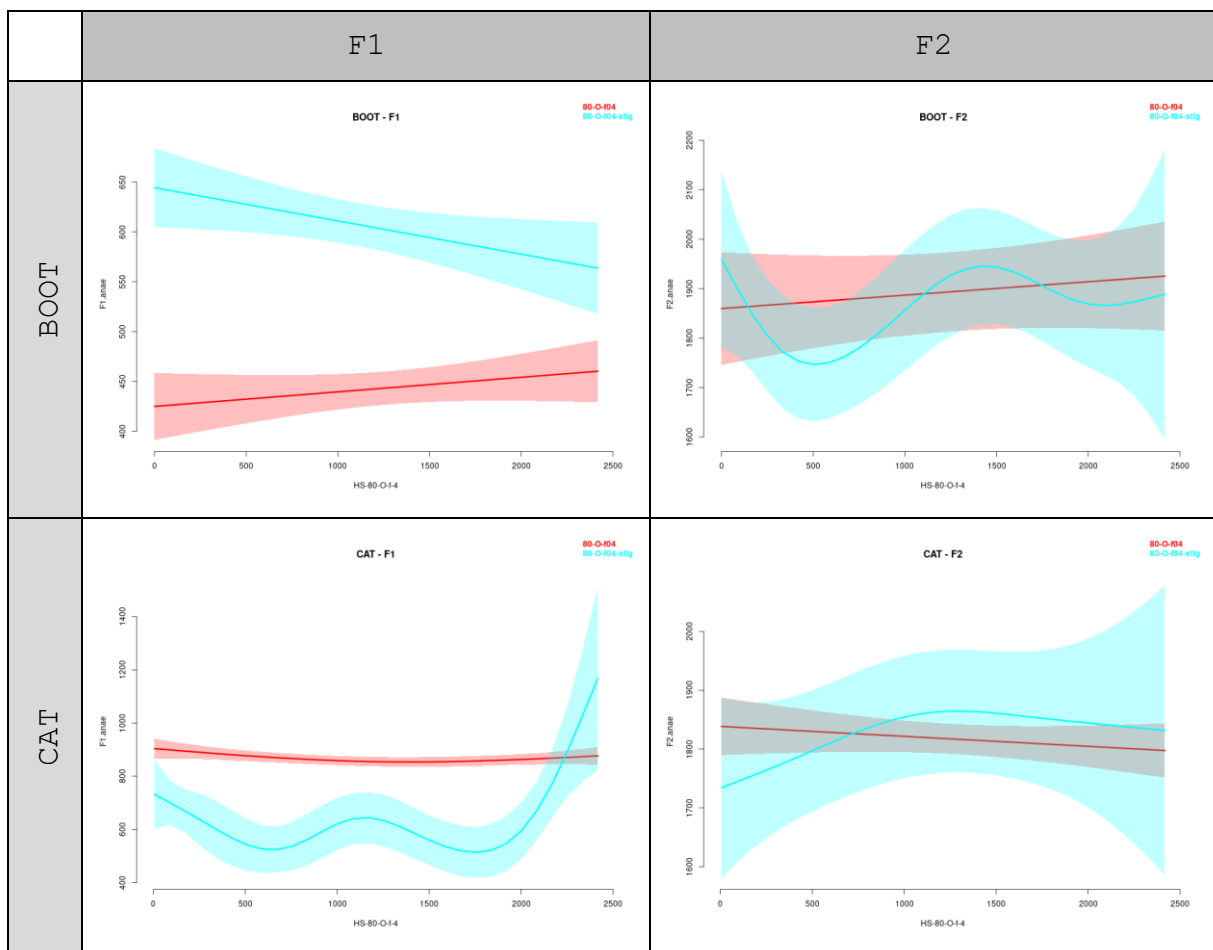 F1
F2
BOOT
BOOT - F1
80-O-f04
80-O-f04-stig
F1.anae
650
600
550
500
450
400
0 500 1000 1500 2000 2500
HS-80-O-f-4
BOOT - F2
80-O-f04
80-O-f04-stig
F2.anae
2200
2100
2000
1900
1800
1700
1600
0 500 1000 1500 2000 2500
HS-80-O-f-4
CAT
CAT - F1
80-O-f04
80-O-f04-stig
F1.anae
1400
1200
1000
800
600
400
0 500 1000 1500 2000 2500
HS-80-O-f-4
CAT - F2
80-O-f04
80-O-f04-stig
F2.anae
2000
1900
1800
1700
1600
0 500 1000 1500 2000 2500
HS-80-O-f-4